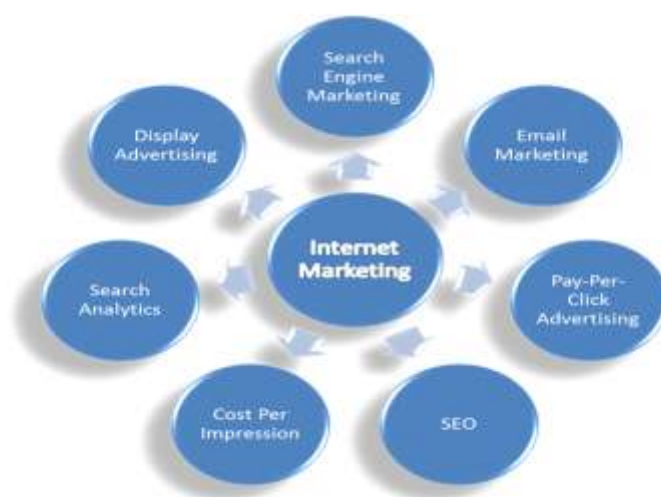 Search
Engine
Marketing
Display
Advertising
Email
Marketing
Internet
Marketing
Search
Analytics
Pay-Per-
Click
Advertising
Cost Per
Impression
SEO